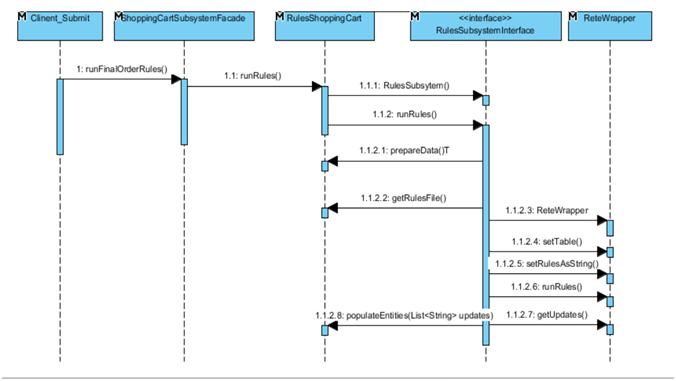 Clinent_Submit
ShoppingCartSubsystemFacade
RulesShoppingCart
<<interface>>
RulesSubsystemInterface
ReteWrapper
1: runFinalOrderRules()
1.1: runRules()
1.1.1: RulesSubsytem()
1.1.2: runRules()
1.1.2.1: prepareData()T
1.1.2.2: getRulesFile()
1.1.2.3: ReteWrapper
1.1.2.4: setTable()
1.1.2.5: setRulesAsString()
1.1.2.6: runRules()
1.1.2.8: populateEntities(List<String> updates)
1.1.2.7: getUpdates()